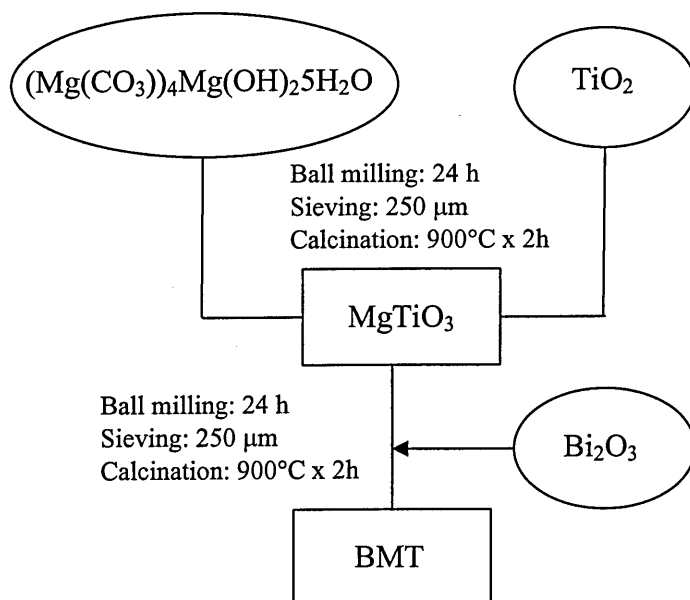 (Mg(CO₃))₄Mg(OH)₂5H₂O
TiO₂
Ball milling: 24 h
Sieving: 250 µm
Calcination: 900°C x 2h
MgTiO₃
Ball milling: 24 h
Sieving: 250 µm
Calcination: 900°C x 2h
Bi₂O₃
BMT